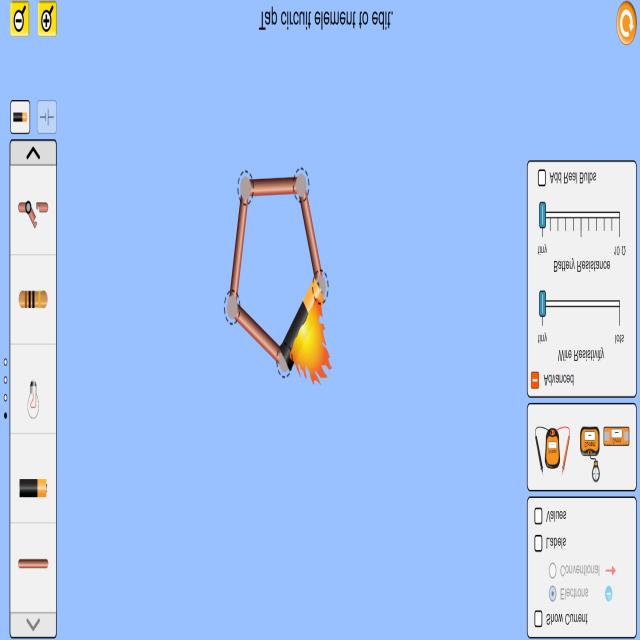 Show Current
Electrons
Conventional
Labels
Values
Advanced
Wire Resistivity
tiny lots
Battery Resistance
tiny 10 Ω
Add Real Bulbs
Tap circuit element to edit.